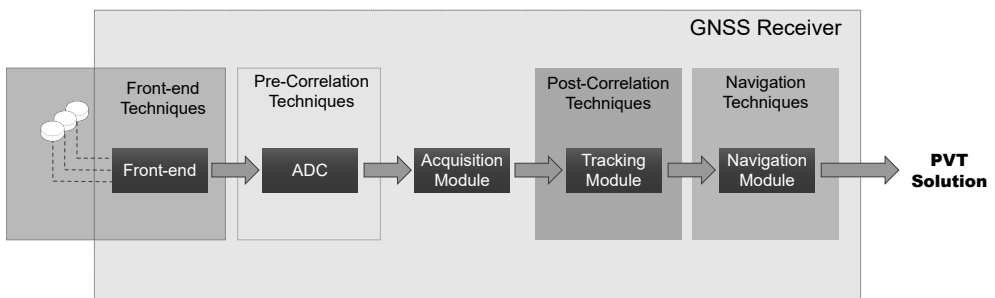 GNSS Receiver
Front-end
Techniques
Pre-Correlation
Techniques
Post-Correlation
Techniques
Navigation
Techniques
Front-end
ADC
Acquisition
Module
Tracking
Module
Navigation
Module
PVT
Solution